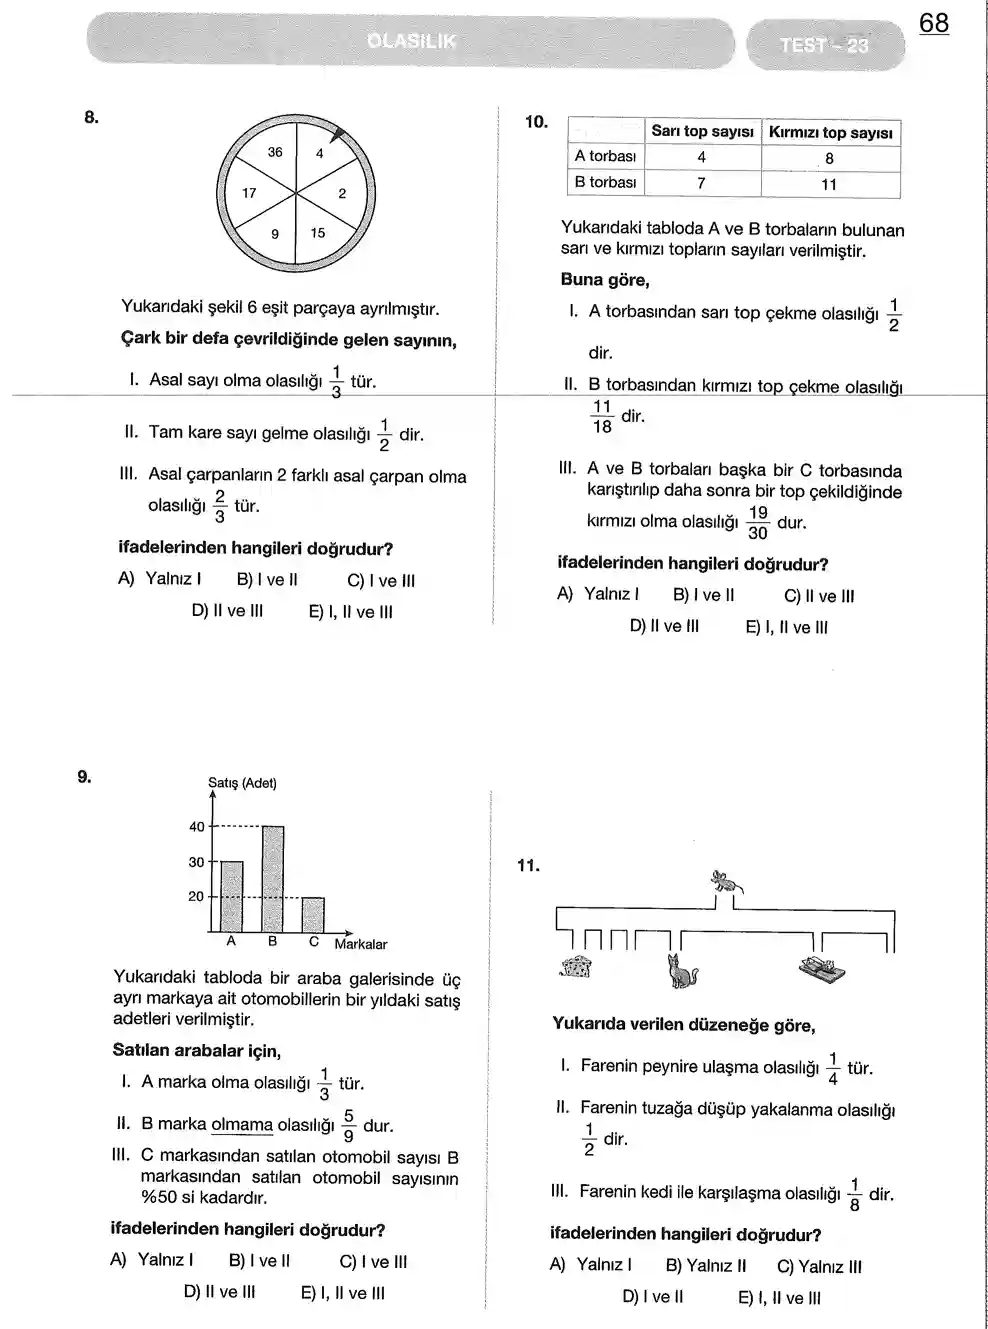 OLASILIK
TEST – 23
68
8.
36
4
17
2
9
15
Yukarıdaki şekil 6 eşit parçaya ayrılmıştır.
Çark bir defa çevrildiğinde gelen sayının,
I. Asal sayı olma olasılığı 1/3 tür.
II. Tam kare sayı gelme olasılığı 1/2 dir.
III. Asal çarpanların 2 farklı asal çarpan olma
olasılığı 2/3 tür.
ifadelerinden hangileri doğrudur?
A) Yalnız I B) I ve II C) I ve III
D) II ve III E) I, II ve III
9.
Satış (Adet)
40
30
20
A B C Markalar
Yukarıdaki tabloda bir araba galerisinde üç
ayrı markaya ait otomobillerin bir yıldaki satış
adetleri verilmiştir.
Satılan arabalar için,
I. A marka olma olasılığı 1/3 tür.
II. B marka olmama olasılığı 5/9 dur.
III. C markasından satılan otomobil sayısı B
markasından satılan otomobil sayısının
%50 si kadardır.
ifadelerinden hangileri doğrudur?
A) Yalnız I B) I ve II C) I ve III
D) II ve III E) I, II ve III
10.
Sarı top sayısı Kırmızı top sayısı
A torbası 4 8
B torbası 7 11
Yukarıdaki tabloda A ve B torbaların bulunan
sarı ve kırmızı topların sayıları verilmiştir.
Buna göre,
I. A torbasından sarı top çekme olasılığı 1/2
dir.
II. B torbasından kırmızı top çekme olasılığı
11/18 dir.
III. A ve B torbaları başka bir C torbasında
karıştırılıp daha sonra bir top çekildiğinde
kırmızı olma olasılığı 19/30 dur.
ifadelerinden hangileri doğrudur?
A) Yalnız I B) I ve II C) II ve III
D) II ve III E) I, II ve III
11.
Yukarıda verilen düzeneğe göre,
I. Farenin peynire ulaşma olasılığı 1/4 tür.
II. Farenin tuzağa düşüp yakalanma olasılığı
1/2 dir.
III. Farenin kedi ile karşılaşma olasılığı 1/8 dir.
ifadelerinden hangileri doğrudur?
A) Yalnız I B) Yalnız II C) Yalnız III
D) I ve II E) I, II ve III